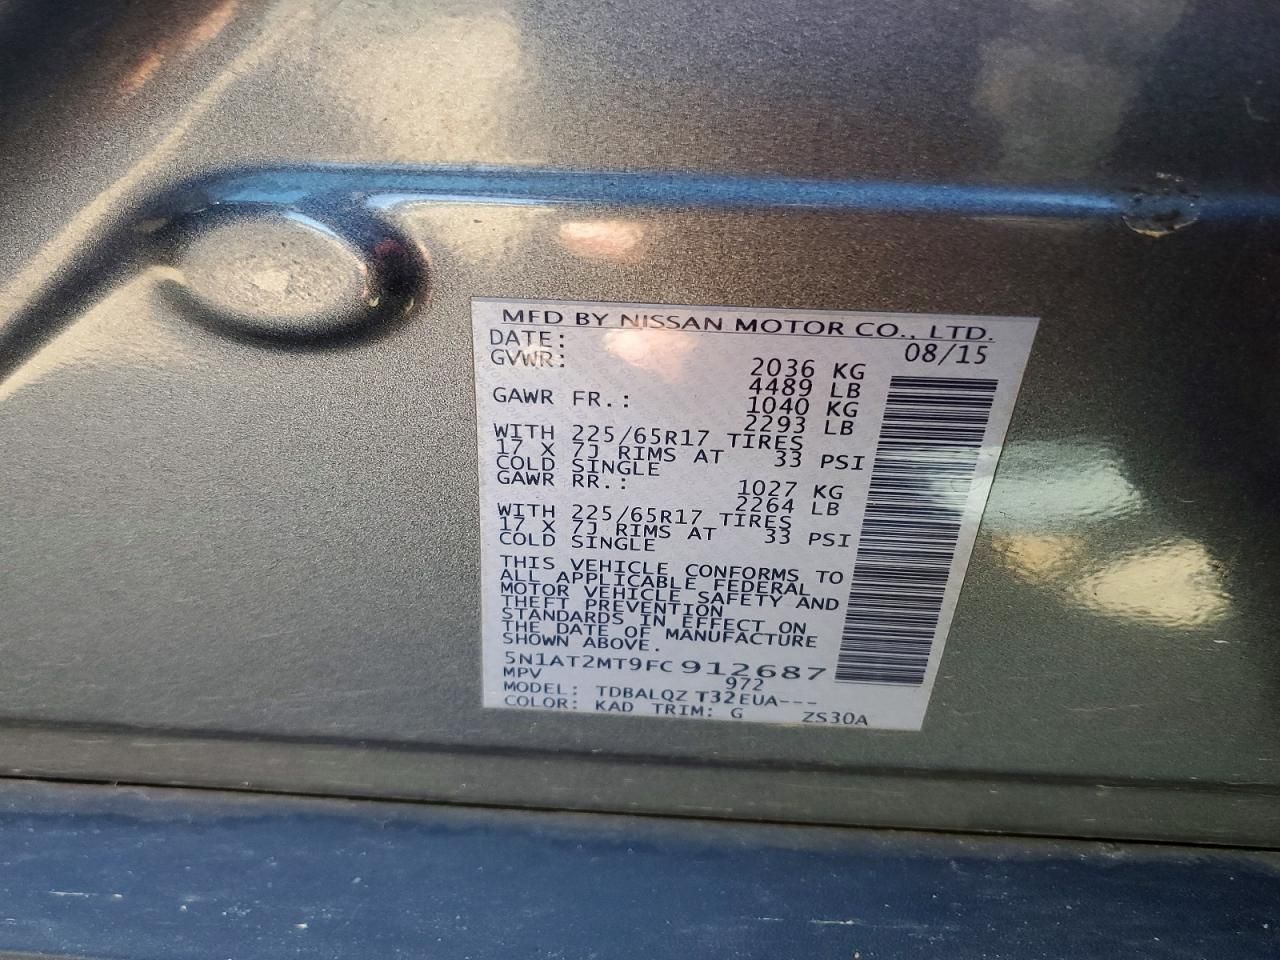 MFD BY NISSAN MOTOR CO., LTD.
DATE: 08/15
GVWR: 2036 KG
4489 LB
GAWR FR.: 1040 KG
2293 LB
WITH 225/65R17 TIRES
17 X 7J RIMS AT 33 PSI
COLD SINGLE
GAWR RR.: 1027 KG
2264 LB
WITH 225/65R17 TIRES
17 X 7J RIMS AT 33 PSI
COLD SINGLE
THIS VEHICLE CONFORMS TO
ALL APPLICABLE FEDERAL
MOTOR VEHICLE SAFETY AND
THEFT PREVENTION
STANDARDS IN EFFECT ON
THE DATE OF MANUFACTURE
SHOWN ABOVE.
5N1AT2MT9FC912687
MPV 972
MODEL: TDBALQZ T32EUA---
COLOR: KAD TRIM: G ZS30A